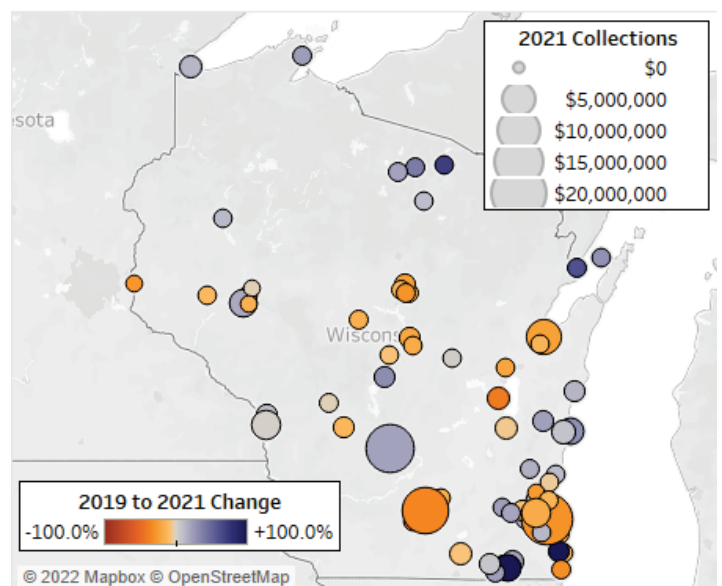 2021 Collections
$0
$5,000,000
$10,000,000
$15,000,000
$20,000,000
sota
Wiscons
2019 to 2021 Change
-100.0%
+100.0%
© 2022 Mapbox © OpenStreetMap